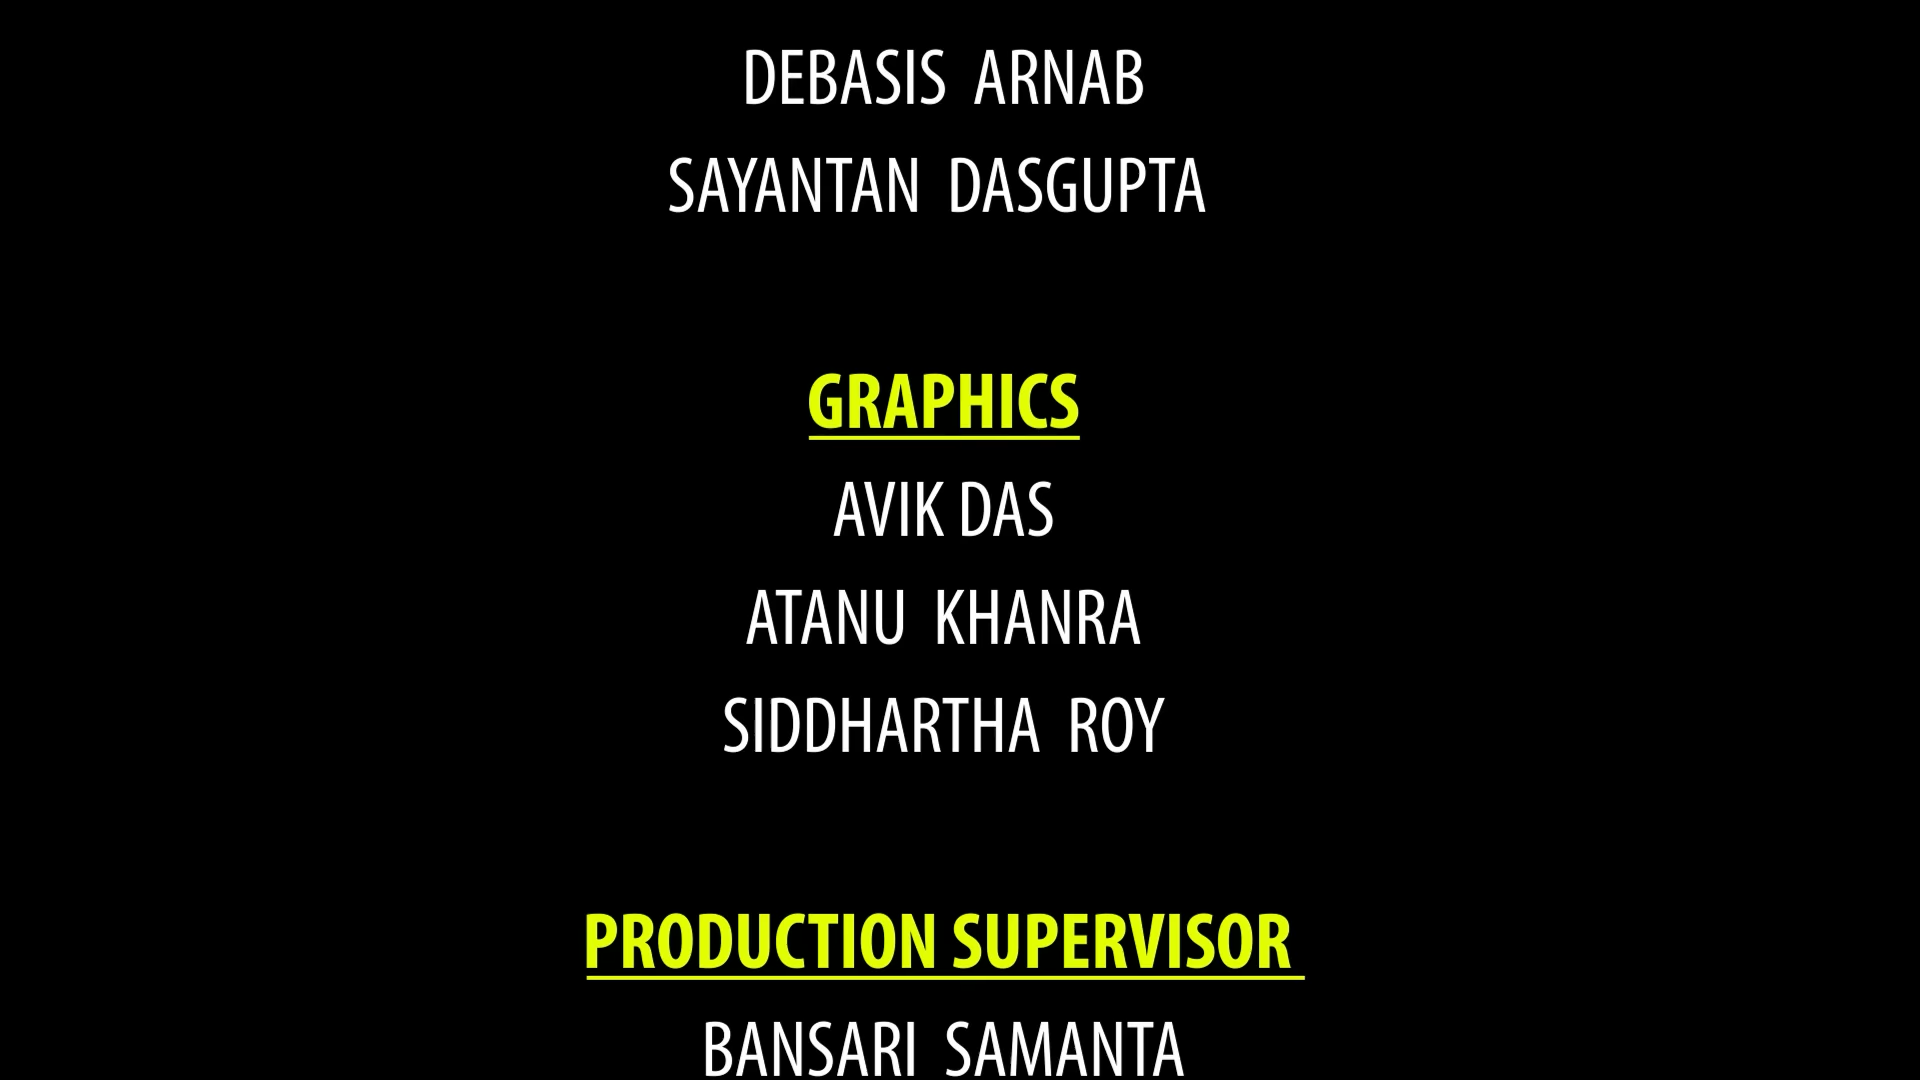 DEBASIS ARNAB
SAYANTAN DASGUPTA
GRAPHICS
AVIK DAS
ATANU KHANRA
SIDDHARTHA ROY
PRODUCTION SUPERVISOR
BANSARI SAMANTA